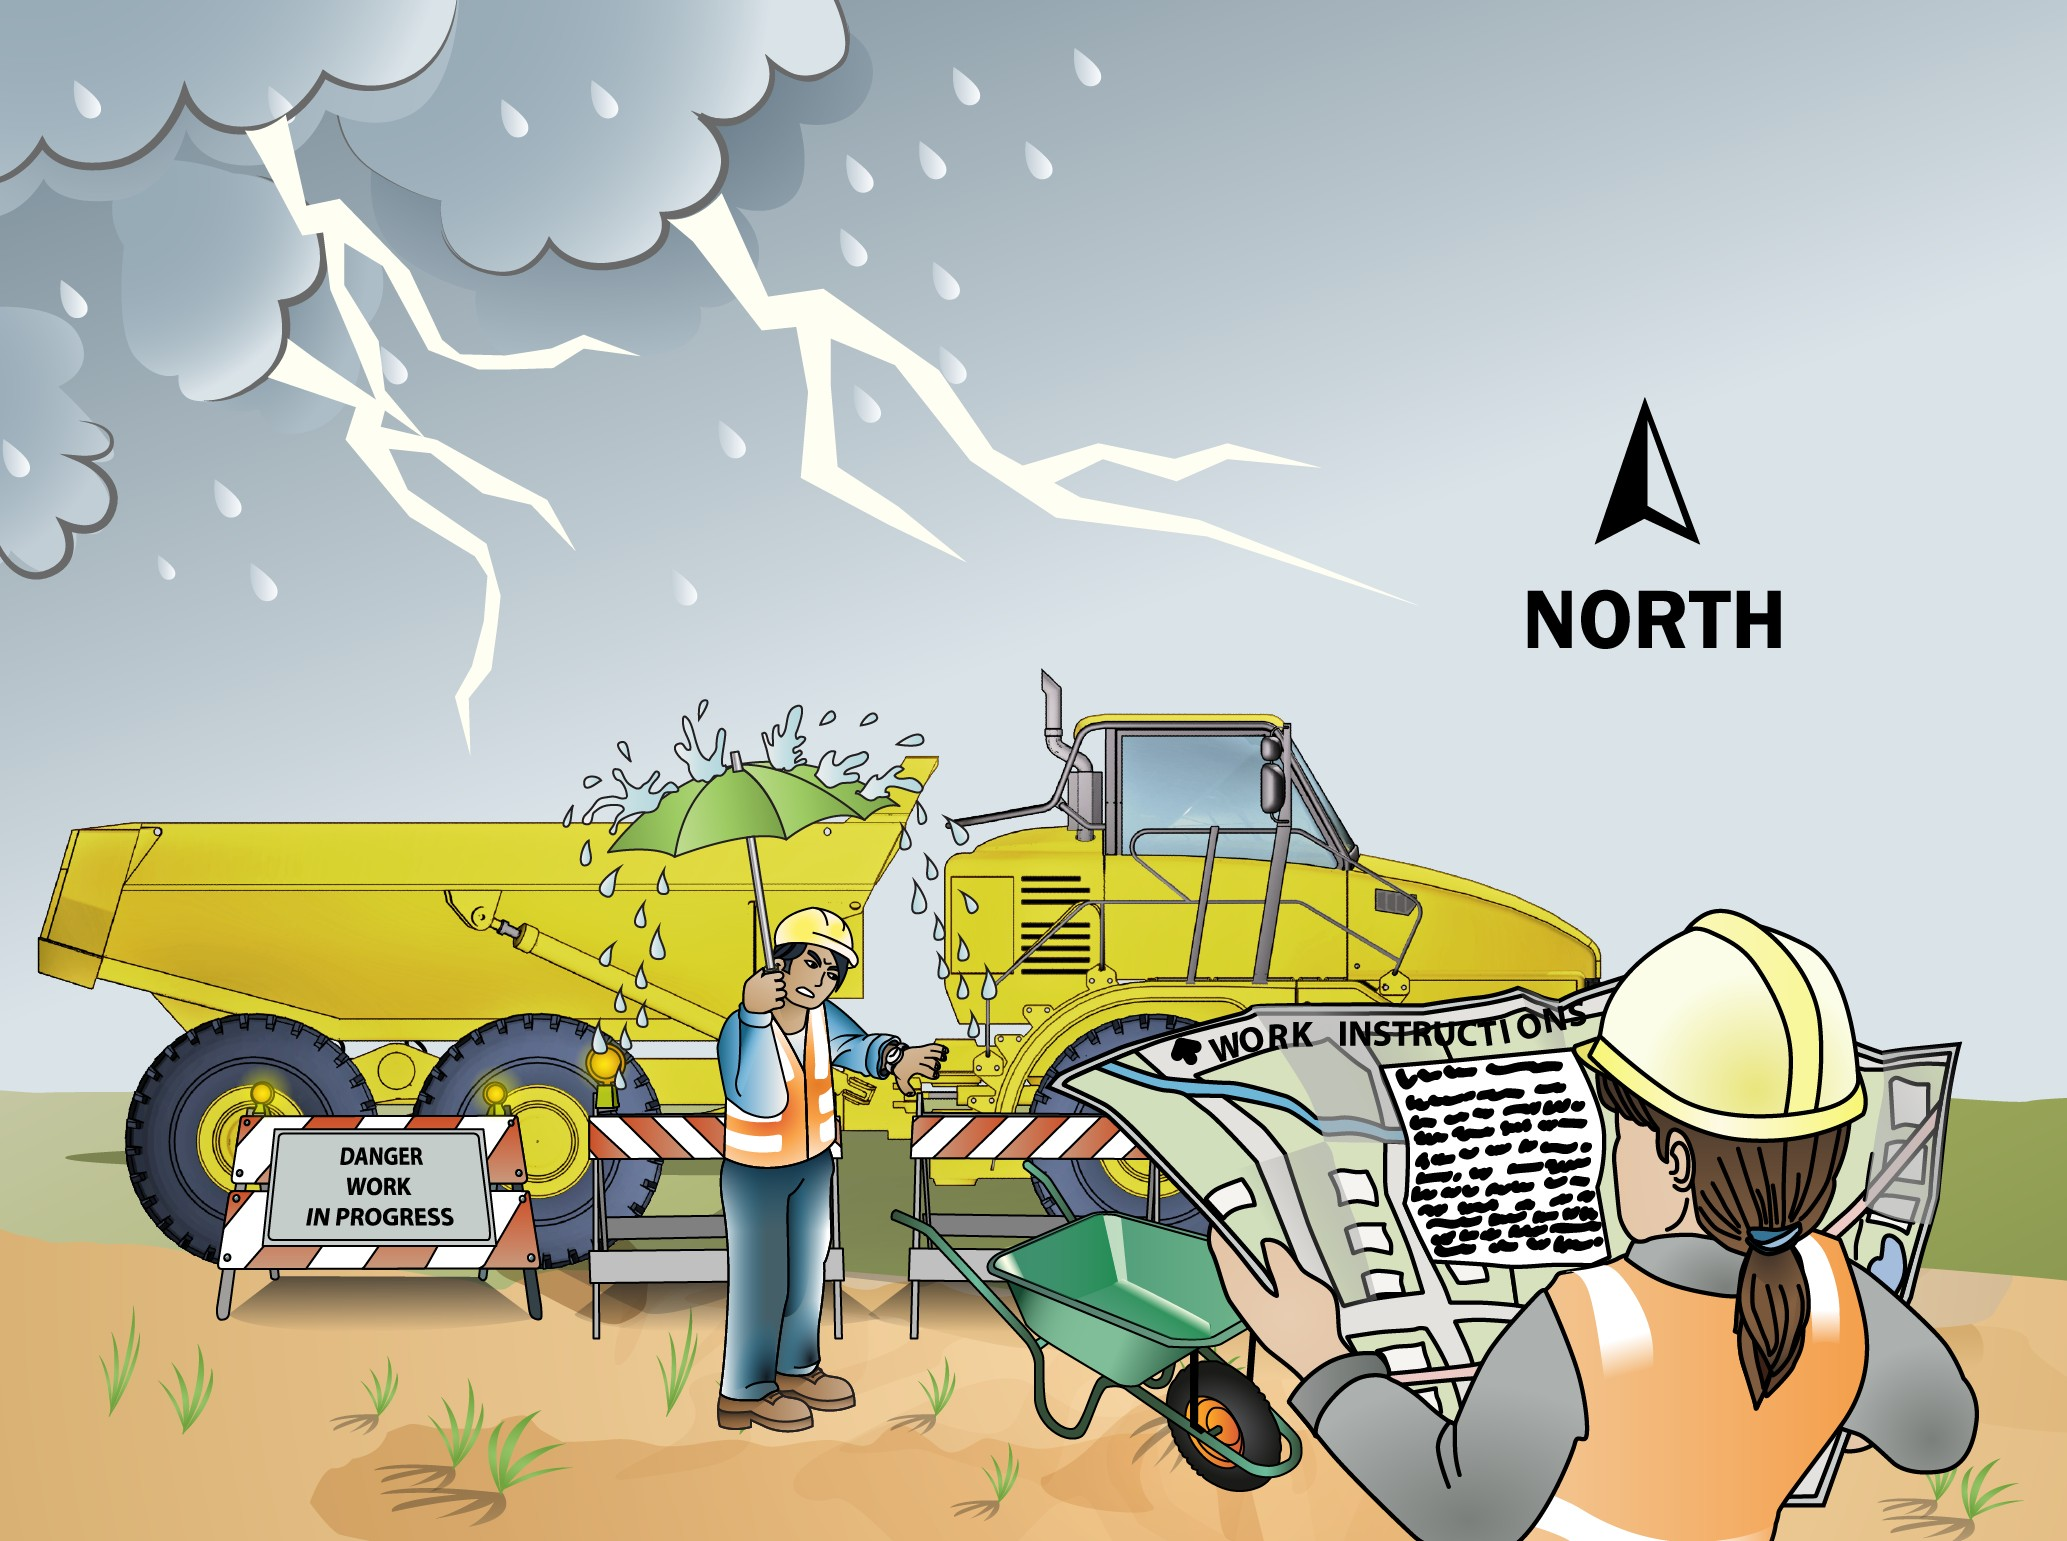 NORTH
WORK INSTRUCTIONS
DANGER
WORK
IN PROGRESS